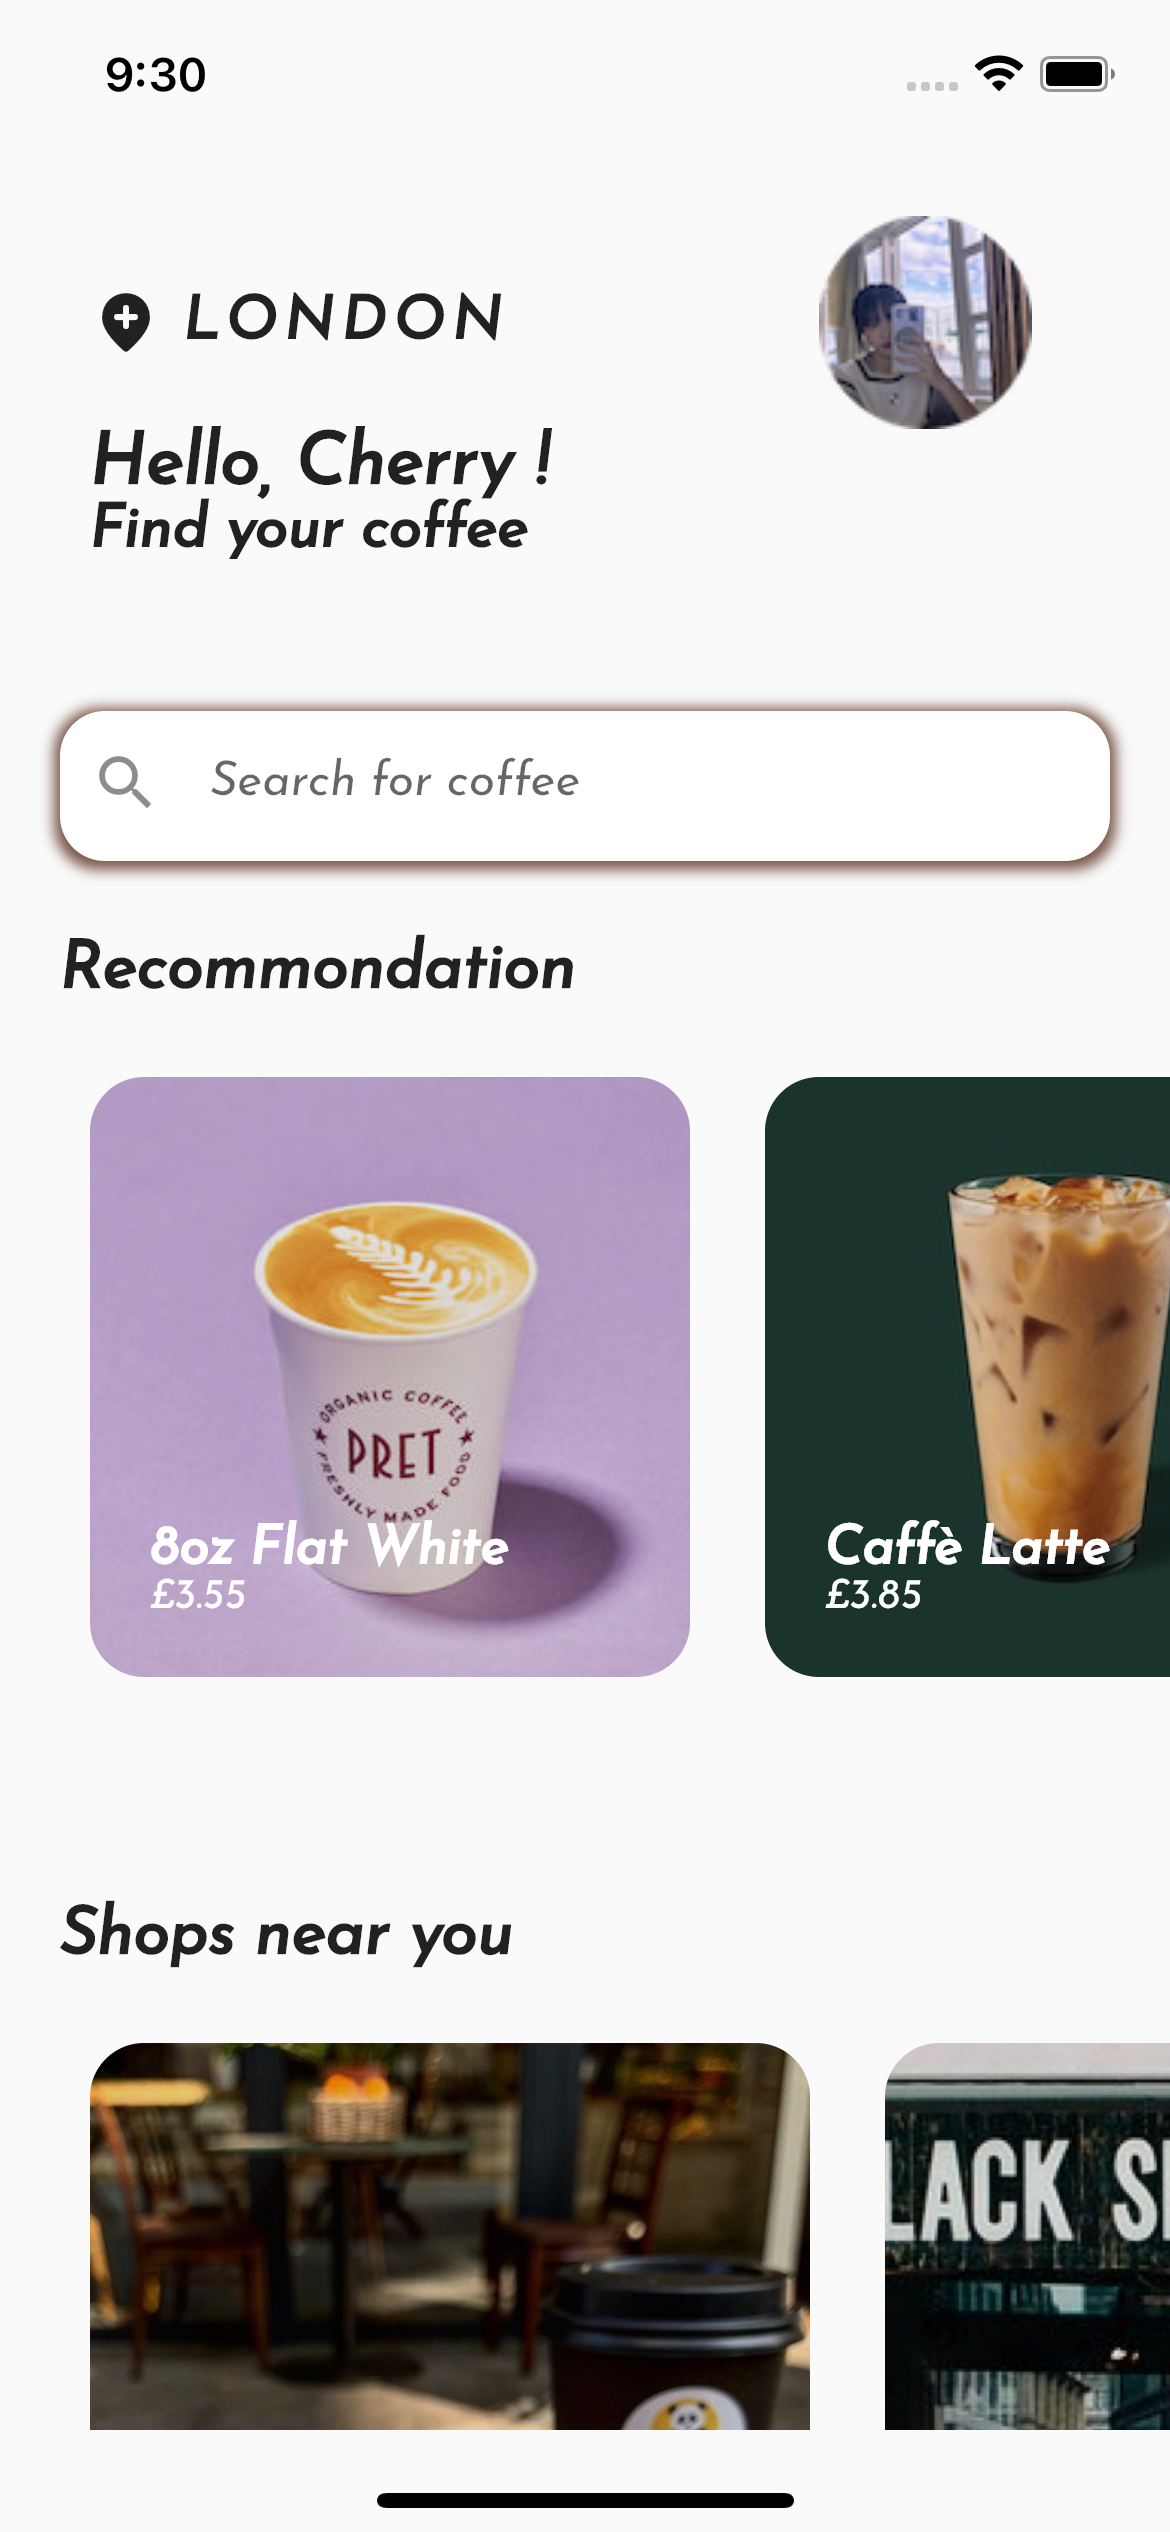 9:30
LONDON
Hello, Cherry !
Find your coffee
Search for coffee
Recommondation
ORGANIC COFFEE
PRET
FRESHLY MADE FOOD
8oz Flat White
£3.55
Caffè Latte
£3.85
Shops near you
LACK